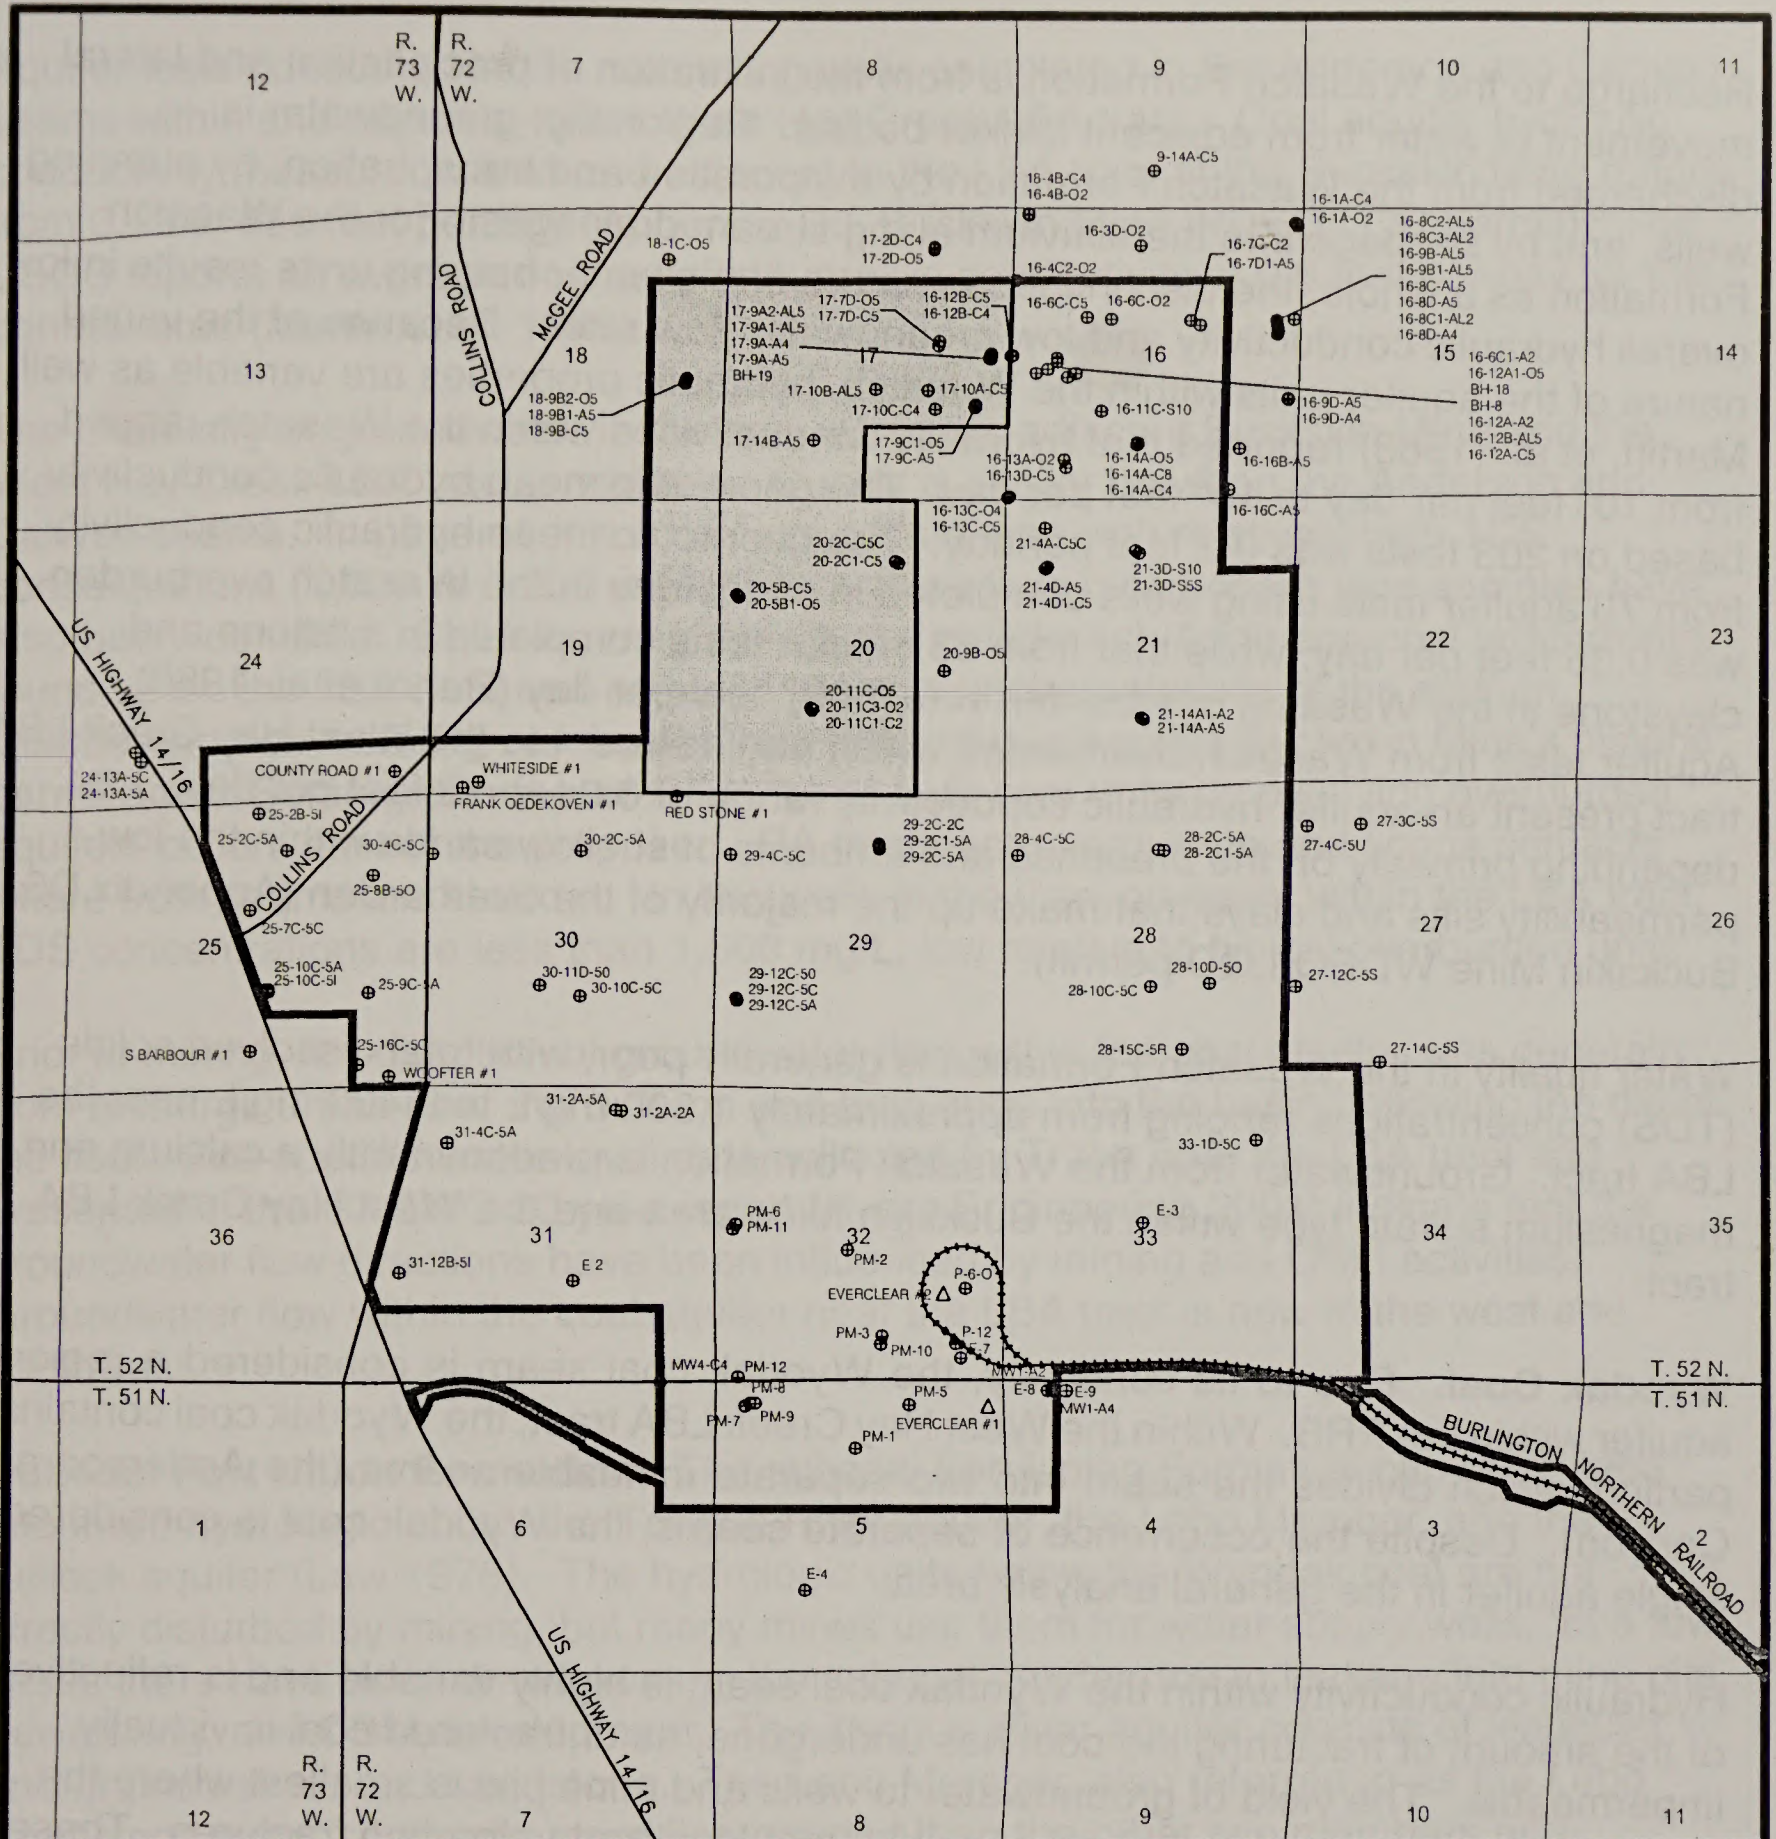 R. R.
73 72
W. W.
12
7
8
9
10
11
9-14A-C5
18-4B-C4
16-4B-O2
16-1A-C4
16-1A-O2
18-1C-O5
17-2D-C4
17-2D-O5
16-3D-O2
16-7C-C2
16-7D1-A5
16-8C2-AL5
16-8C3-AL2
16-9B-AL5
16-9B1-AL5
16-8C-AL5
16-8D-A5
16-8C1-AL2
16-8D-A4
16-4C2-O2
COLLINS ROAD
McGEE ROAD
17-7D-O5
17-7D-C5
16-12B-C5
16-12B-C4
16-6C-C5
16-6C-O2
17-9A2-AL5
17-9A1-AL5
17-9A-A4
17-9A-A5
BH-19
13
18
17
16
15
14
16-6C1-A2
16-12A1-O5
BH-18
BH-8
16-12A-A2
16-12B-AL5
16-12A-C5
18-9B2-O5
18-9B1-A5
18-9B-C5
17-10B-AL5
17-10A-C5
17-10C-C4
16-11C-S10
16-9D-A5
16-9D-A4
17-14B-A5
17-9C1-O5
17-9C-A5
16-13A-O2
16-13D-C5
16-14A-O5
16-14A-C8
16-14A-C4
16-16B-A5
16-13C-O4
16-13C-C5
16-16C-A5
20-2C-C5C
20-2C1-C5
21-4A-C5C
21-3D-S10
21-3D-S5S
20-5B-C5
20-5B1-O5
21-4D-A5
21-4D1-C5
US HIGHWAY 14/16
24
19
20
21
22
23
20-9B-O5
20-11C-O5
20-11C3-O2
20-11C1-C2
21-14A1-A2
21-14A-A5
24-13A-5C
24-13A-5A
COUNTY ROAD #1
WHITESIDE #1
FRANK OEDEKOVEN #1
RED STONE #1
25-2B-5I
COLLINS ROAD
25-2C-5A
30-4C-5C
30-2C-5A
29-4C-5C
29-2C-2C
29-2C1-5A
29-2C-5A
28-4C-5C
28-2C-5A
28-2C1-5A
27-4C-5U
27-3C-5S
25-8B-5O
25-7C-5C
25
30
29
28
27
26
25-10C-5A
25-10C-5I
25-9C-5A
30-11D-50
30-10C-5C
29-12C-50
29-12C-5C
29-12C-5A
28-10C-5C
28-10D-5O
27-12C-5S
S BARBOUR #1
25-16C-5C
WOOFTER #1
28-15C-5R
27-14C-5S
31-2A-5A
31-2A-2A
31-4C-5A
33-1D-5C
36
31
32
33
34
35
PM-6
PM-11
PM-2
E-3
31-12B-5I
E 2
P-6-O
EVERCLEAR #2
PM-3
PM-10
P-12
E-7
T. 52 N.
T. 52 N.
T. 51 N.
T. 51 N.
MW4-C4
PM-12
MW1-A2
PM-8
PM-7
PM-9
PM-5
EVERCLEAR #1
E-8
E-9
MW1-A4
PM-1
BURLINGTON NORTHERN RAILROAD
1
6
5
4
3
2
E-4
US HIGHWAY 14/16
R. R.
73 72
W. W.
12
7
8
9
10
11